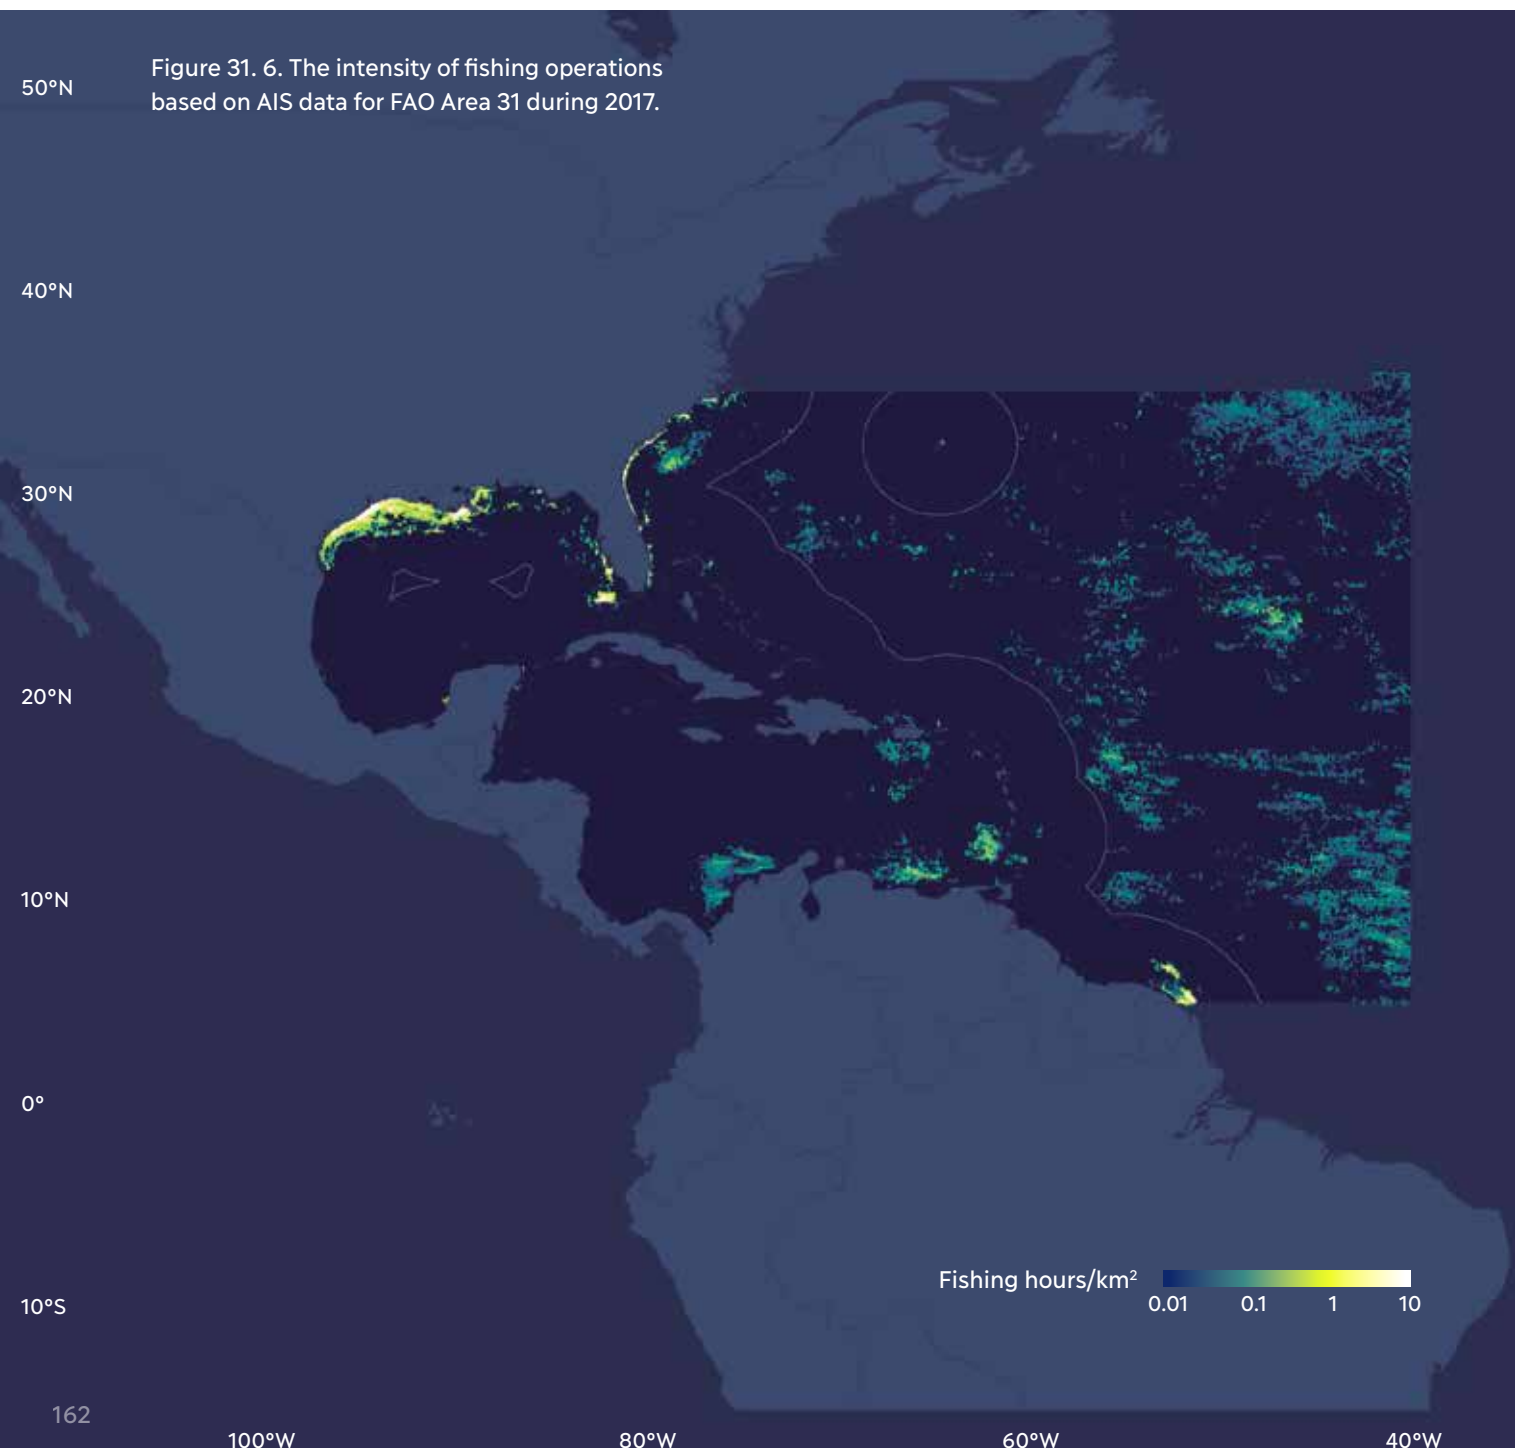 Figure 31. 6. The intensity of fishing operations
based on AIS data for FAO Area 31 during 2017.
50°N
40°N
30°N
20°N
10°N
0°
10°S
Fishing hours/km²
0.01 0.1 1 10
162
100°W 80°W 60°W 40°W